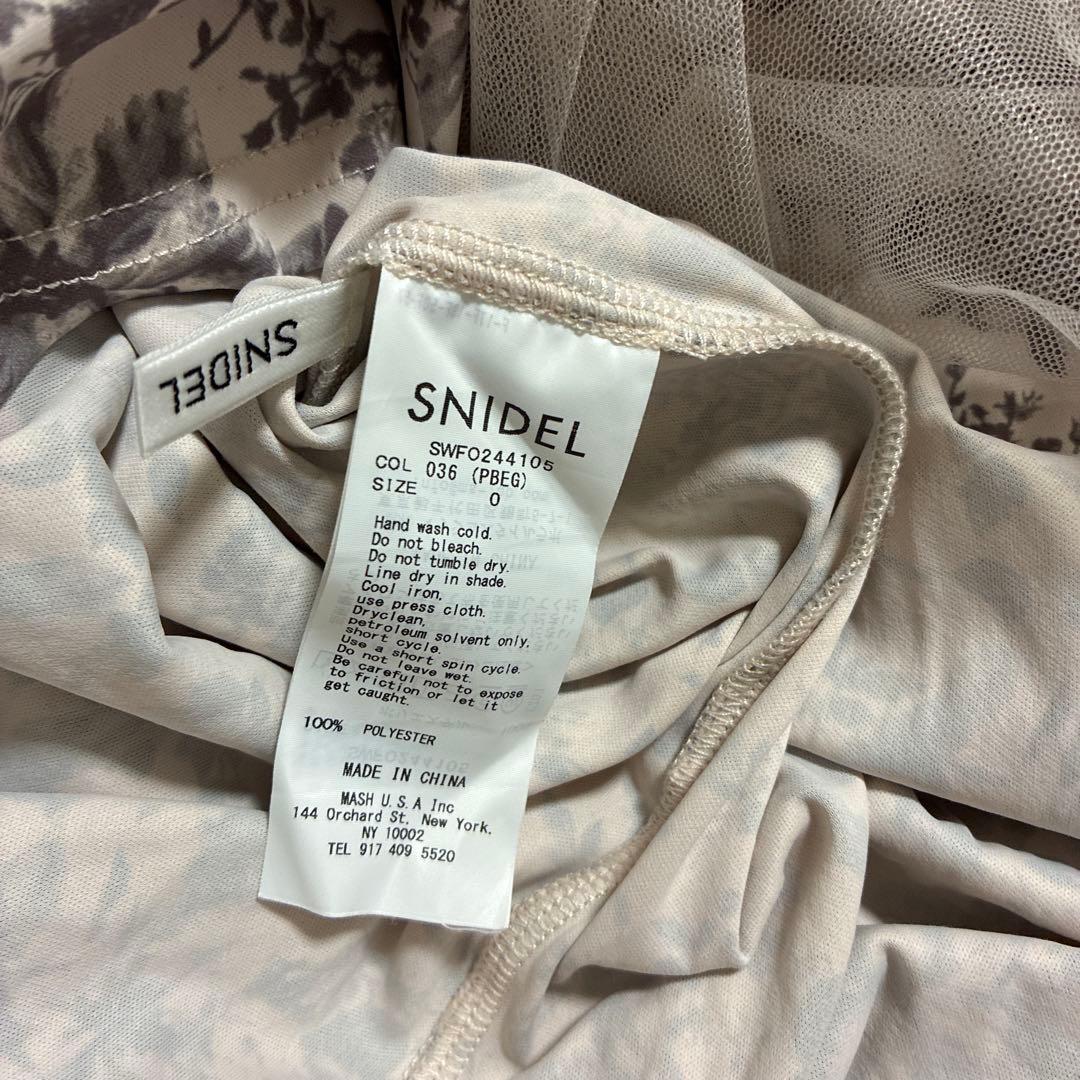 SNIDEL
SNIDEL
SWFO244105
COL 036 (PBEG)
SIZE 0
Hand wash cold.
Do not bleach.
Do not tumble dry.
Line dry in shade.
Cool iron,
use press cloth.
Dryclean,
petroleum solvent only,
short cycle.
Use a short spin cycle.
Do not leave wet.
Be careful not to expose
to friction or let it
get caught.
100% POLYESTER
MADE IN CHINA
MASH U.S.A Inc
144 Orchard St. New York,
NY 10002
TEL 917 409 5520